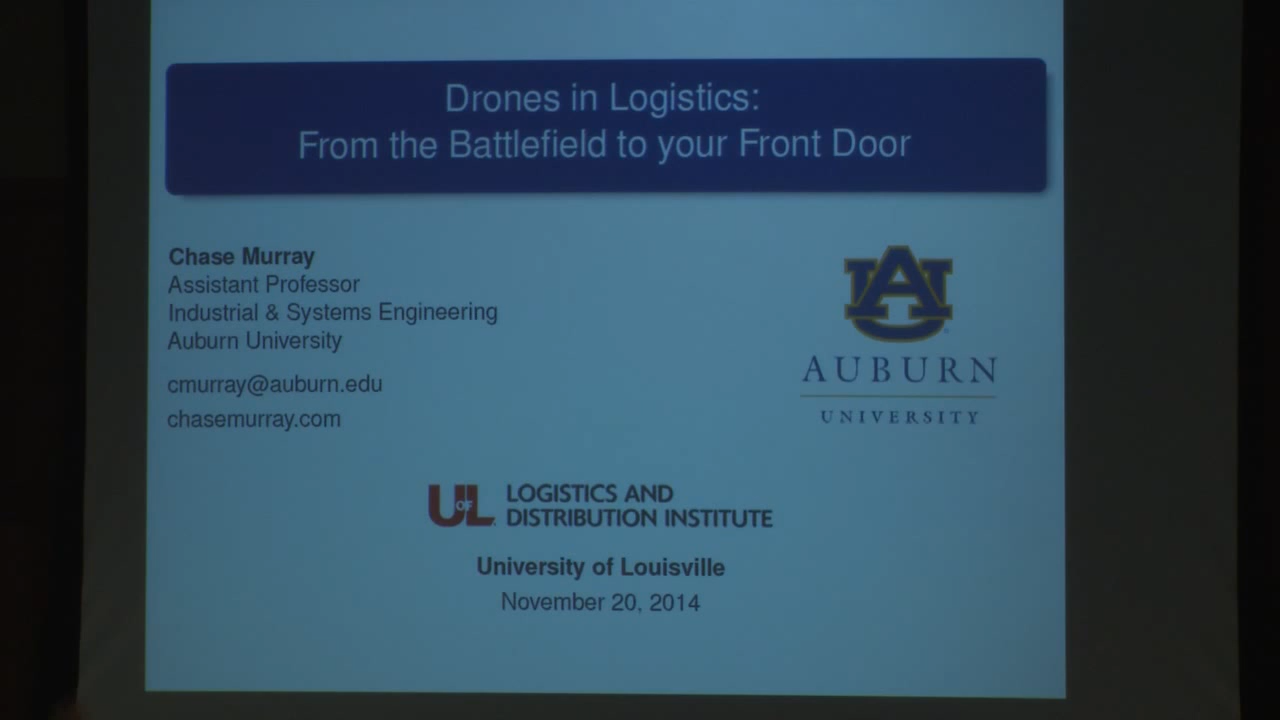 Drones in Logistics:
From the Battlefield to your Front Door
Chase Murray
Assistant Professor
Industrial & Systems Engineering
Auburn University
cmurray@auburn.edu
chasemurray.com
AU
AUBURN
UNIVERSITY
UOFL LOGISTICS AND
DISTRIBUTION INSTITUTE
University of Louisville
November 20, 2014